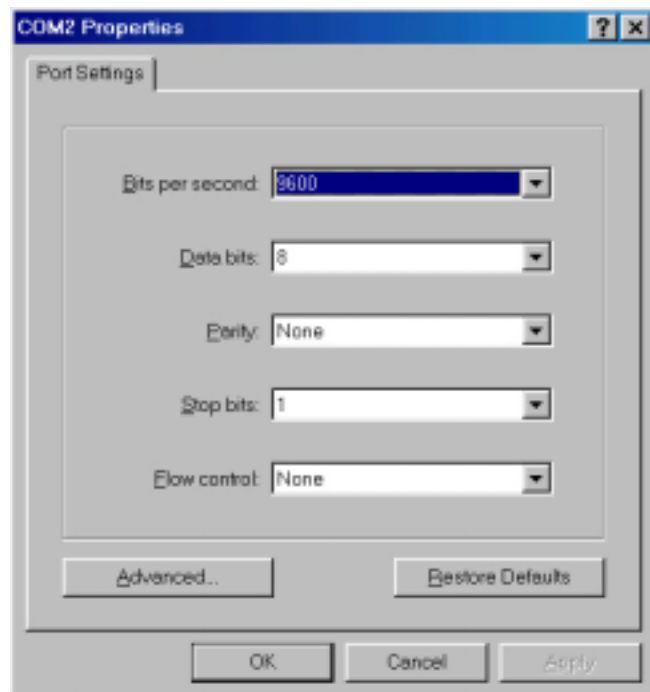 COM2 Properties
Port Settings
Bits per second: 9600
Data bits: 8
Parity: None
Stop bits: 1
Flow control: None
Advanced... Restore Defaults
OK Cancel Apply